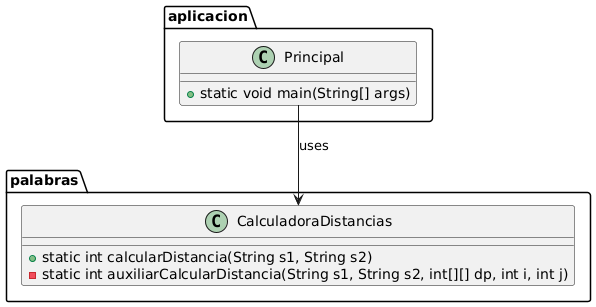 aplicacion
C Principal
static void main(String[] args)
uses
palabras
C CalculadoraDistancias
static int calcularDistancia(String s1, String s2)
static int auxiliarCalcularDistancia(String s1, String s2, int[][] dp, int i, int j)